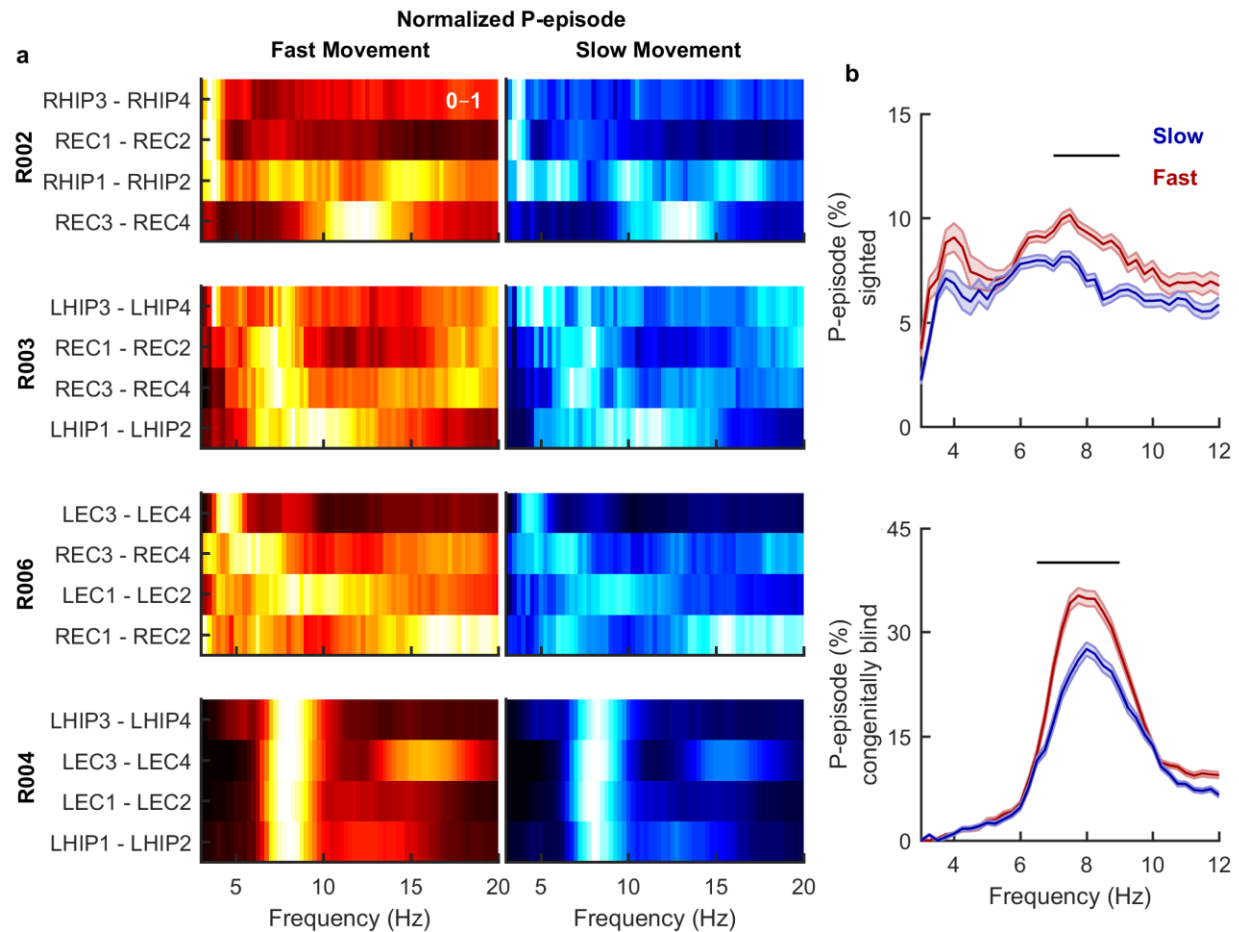 Normalized P-episode
a
Fast Movement
Slow Movement
R002
RHIP3 - RHIP4
REC1 - REC2
RHIP1 - RHIP2
REC3 - REC4
0–1
R003
LHIP3 - LHIP4
REC1 - REC2
REC3 - REC4
LHIP1 - LHIP2
R006
LEC3 - LEC4
REC3 - REC4
LEC1 - LEC2
REC1 - REC2
R004
LHIP3 - LHIP4
LEC3 - LEC4
LEC1 - LEC2
LHIP1 - LHIP2
5 10 15 20
5 10 15 20
Frequency (Hz)
Frequency (Hz)
b
P-episode (%)
sighted
15
10
5
0
Slow
Fast
4 6 8 10 12
P-episode (%)
congenitally blind
45
30
15
0
4 6 8 10 12
Frequency (Hz)